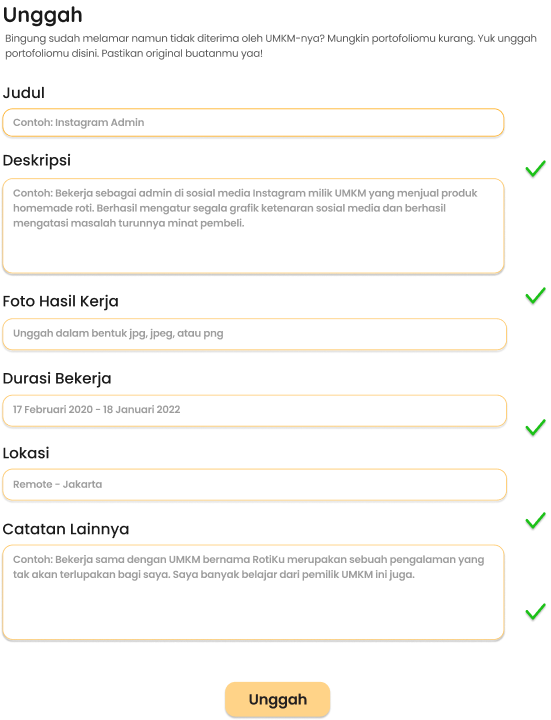 Unggah
Bingung sudah melamar namun tidak diterima oleh UMKM-nya? Mungkin portofoliomu kurang. Yuk unggah
portofoliomu disini. Pastikan original buatanmu yaa!
Judul
Contoh: Instagram Admin
Deskripsi
Contoh: Bekerja sebagai admin di sosial media Instagram milik UMKM yang menjual produk
homemade roti. Berhasil mengatur segala grafik ketenaran sosial media dan berhasil
mengatasi masalah turunnya minat pembeli.
Foto Hasil Kerja
Unggah dalam bentuk jpg, jpeg, atau png
Durasi Bekerja
17 Februari 2020 - 18 Januari 2022
Lokasi
Remote - Jakarta
Catatan Lainnya
Contoh: Bekerja sama dengan UMKM bernama RotiKu merupakan sebuah pengalaman yang
tak akan terlupakan bagi saya. Saya banyak belajar dari pemilik UMKM ini juga.
Unggah